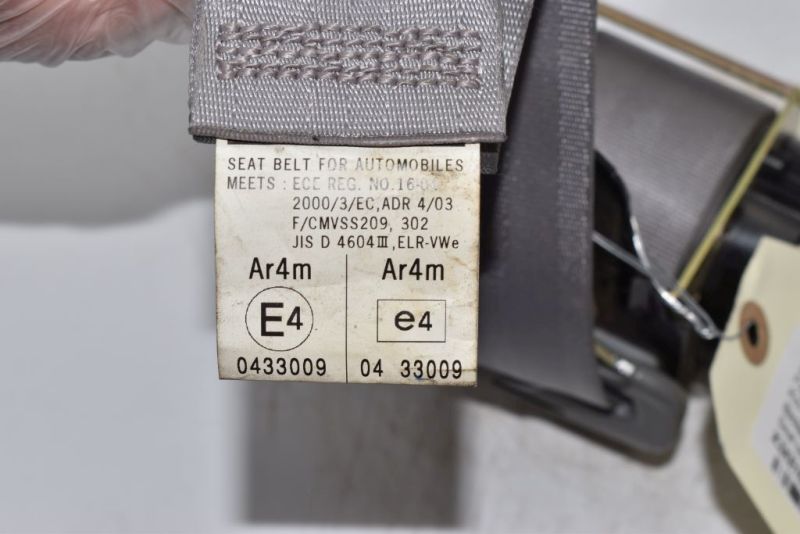 SEAT BELT FOR AUTOMOBILES
MEETS : ECE REG. NO.16-
2000/3/EC, ADR 4/03
F/CMVSS209, 302
JIS D 4604III, ELR-VWe
Ar4m Ar4m
E4 e4
0433009 04 33009